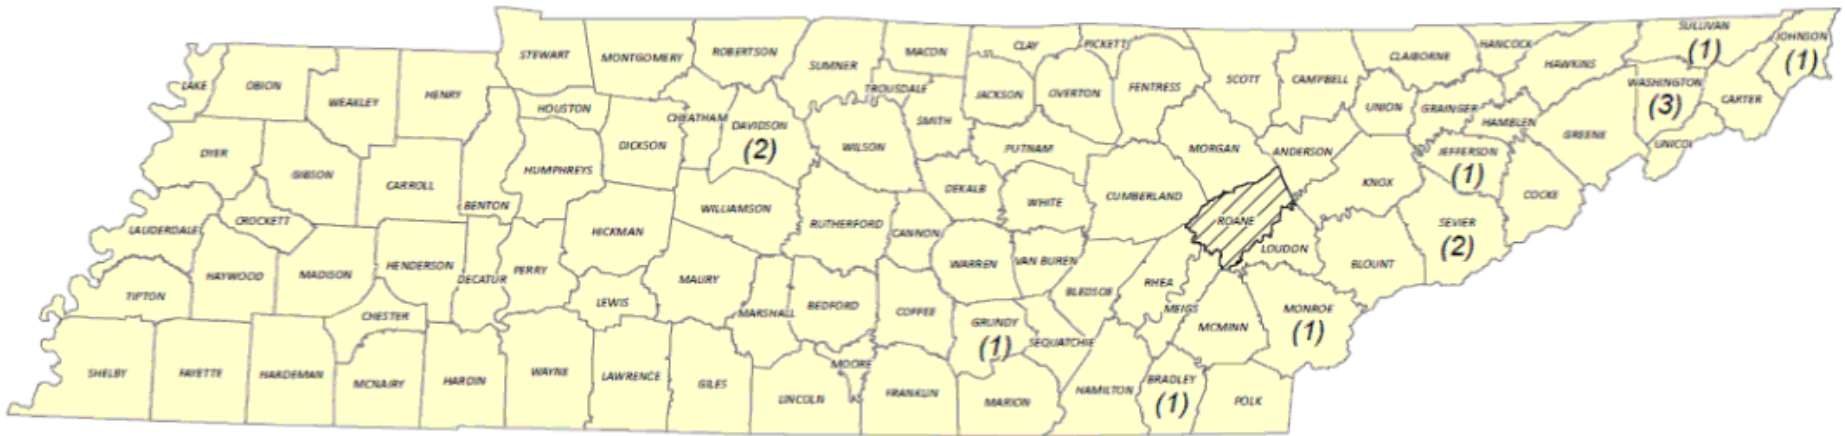 STEWART
MONTGOMERY
ROBERTSON
SUMNER
MACON
CLAY
PICKETT
FENTRESS
SCOTT
CAMPBELL
CLAIBORNE
HANCOCK
HAWKINS
SULLIVAN
(1)
JOHNSON
(1)
LAKE
OBION
WEAKLEY
HENRY
HOUSTON
CHEATHAM
DAVIDSON
(2)
TROUSDALE
SMITH
JACKSON
OVERTON
UNION
GRAINGER
HAMBLEN
WASHINGTON
(3)
CARTER
DYER
GIBSON
CARROLL
BENTON
HUMPHREYS
DICKSON
WILSON
PUTNAM
MORGAN
ANDERSON
KNOX
JEFFERSON
(1)
GREENE
UNICOI
LAUDERDALE
CROCKETT
WILLIAMSON
RUTHERFORD
CANNON
DEKALB
WHITE
CUMBERLAND
ROANE
LOUDON
BLOUNT
SEVIER
(2)
COCKE
TIPTON
HAYWOOD
MADISON
HENDERSON
DECATUR
PERRY
HICKMAN
LEWIS
MAURY
MARSHALL
BEDFORD
COFFEE
WARREN
VAN BUREN
BLEDSOE
RHEA
MEIGS
MCMINN
MONROE
(1)
SHELBY
FAYETTE
HARDEMAN
CHESTER
MCNAIRY
HARDIN
WAYNE
LAWRENCE
GILES
LINCOLN
MOORE
FRANKLIN
GRUNDY
(1)
SEQUATCHIE
MARION
HAMILTON
BRADLEY
(1)
POLK